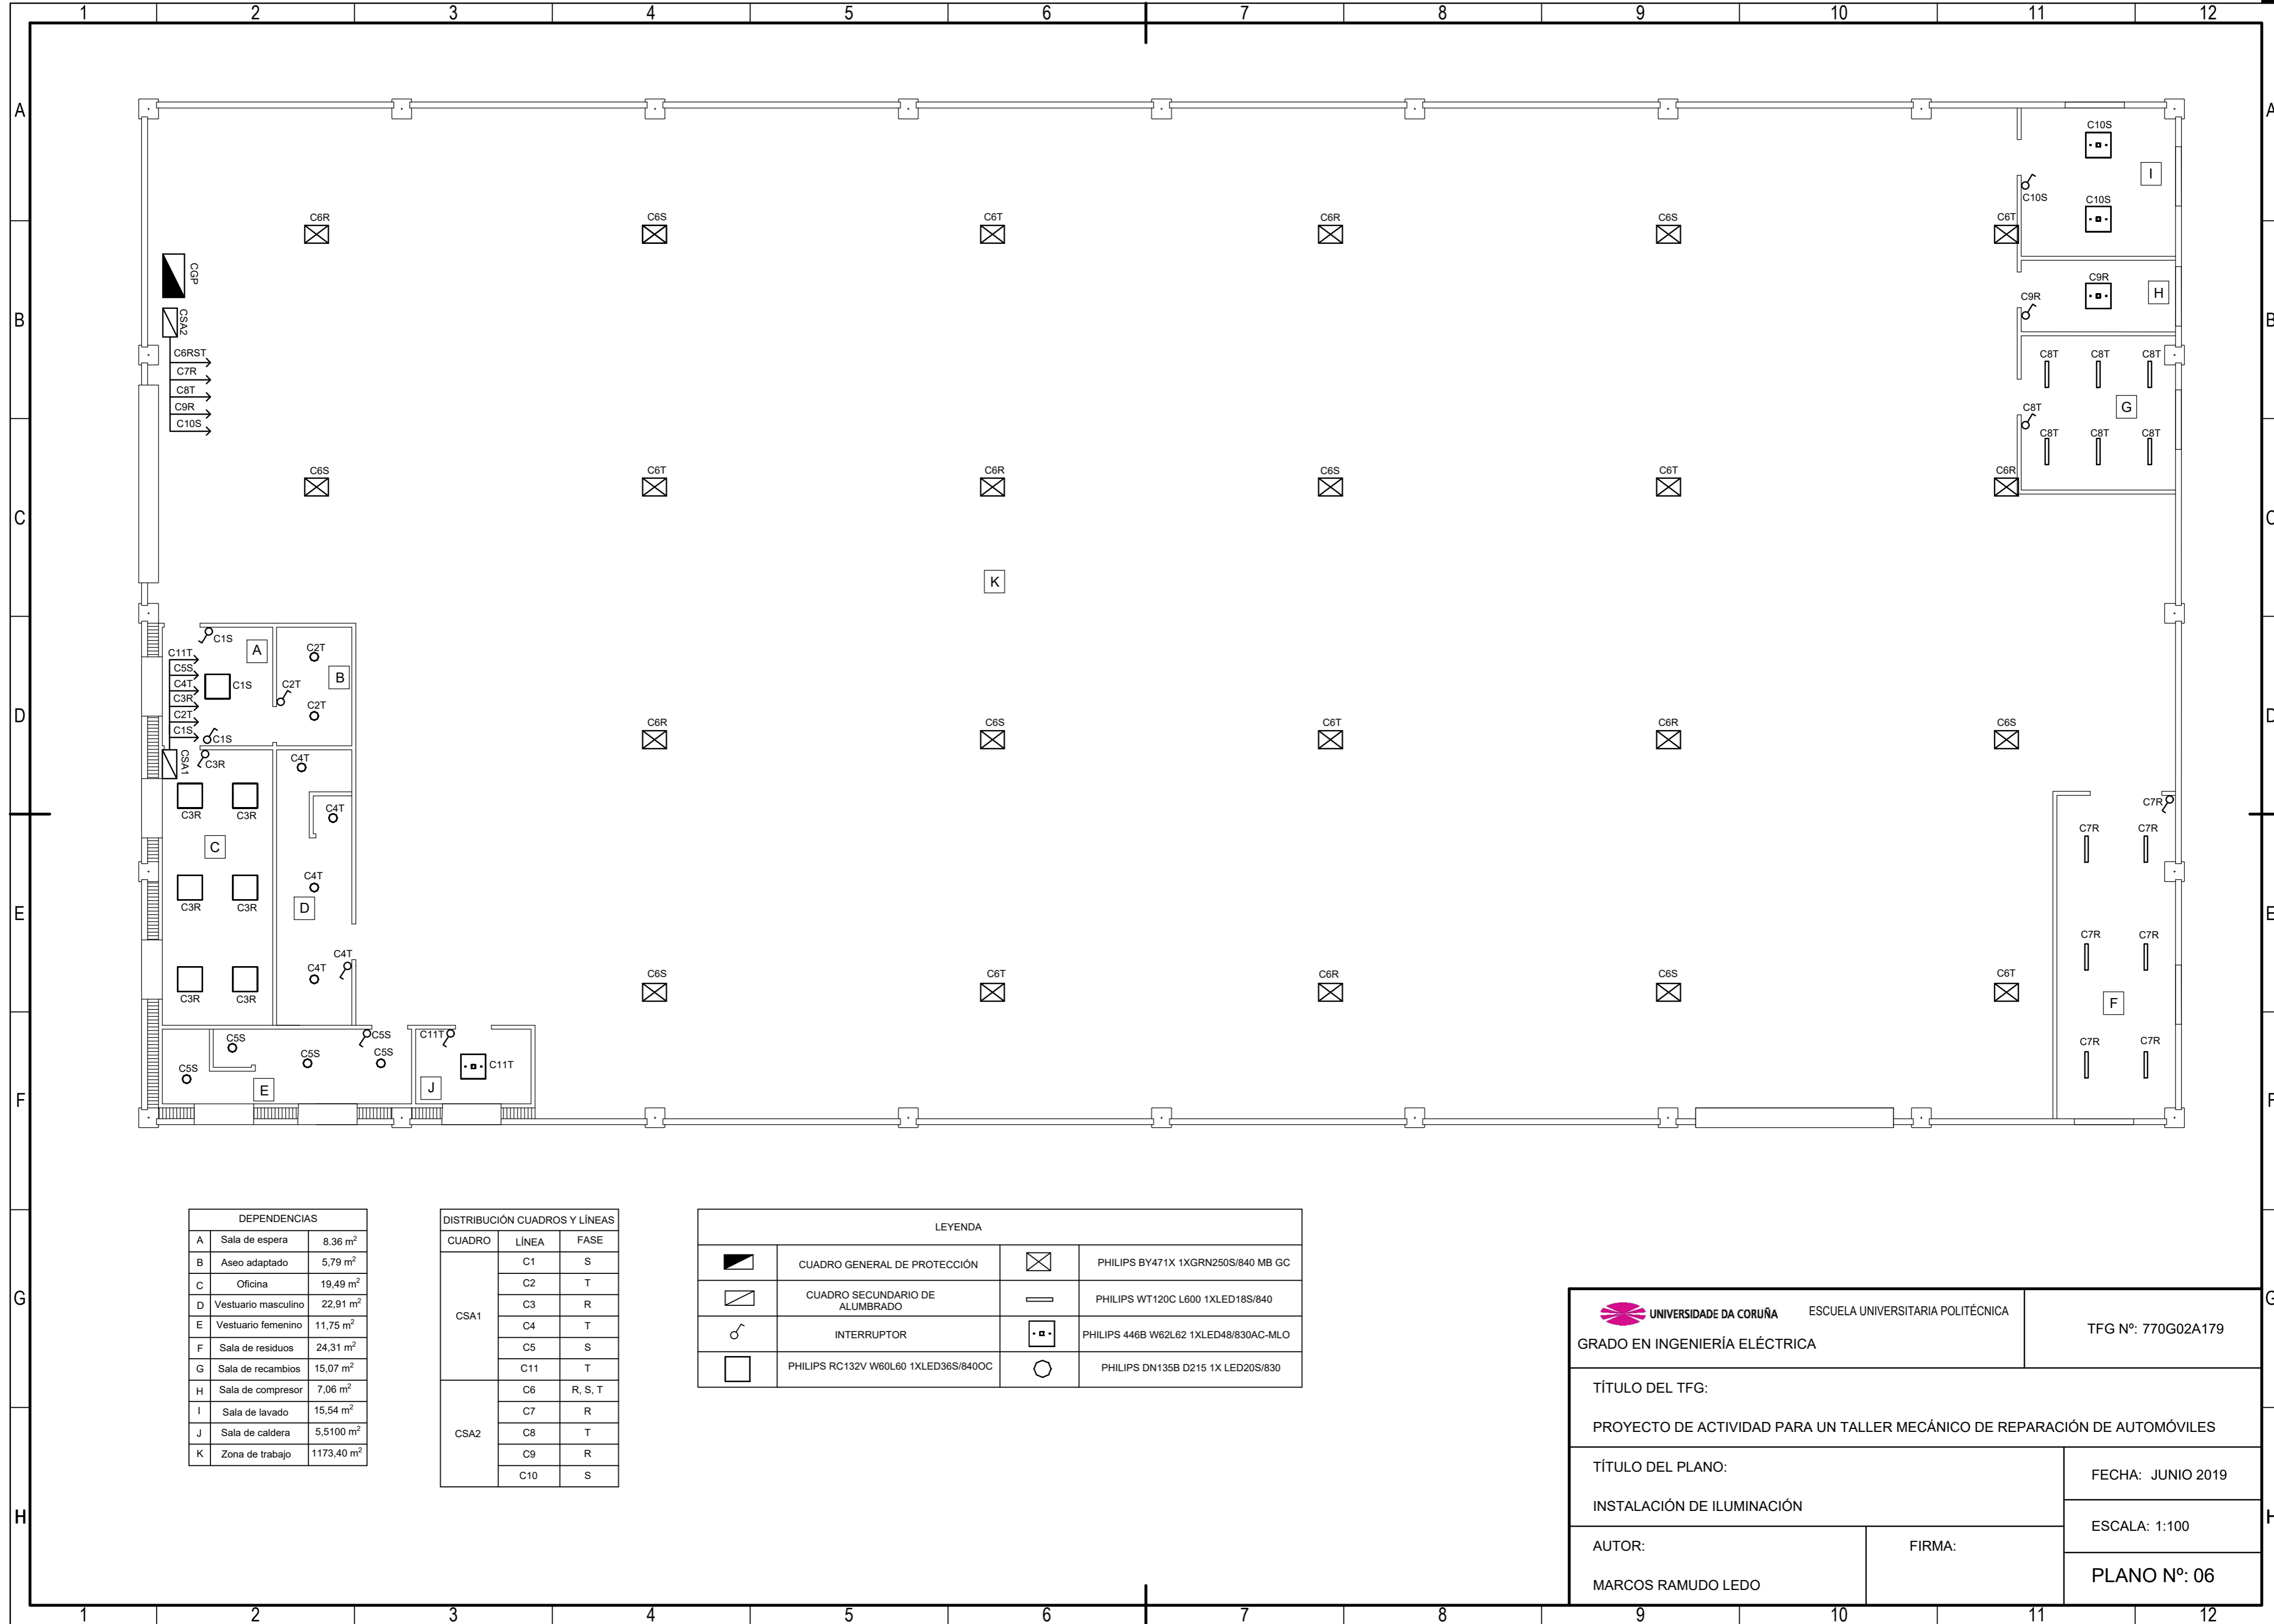 1 2 3 4 5 6 7 8 9 10 11 12
A A
C10S
I
C10S
C10S
C6R C6S C6T C6R C6S C6T
CGP
C9R
H
C9R
B B
CSA2
C6RST
C7R
C8T
C9R
C10S
C8T C8T C8T
G
C8T
C8T C8T C8T
C6S C6T C6R C6S C6T C6R
C C
K
C1S
A
C2T
C11T
C5S
C4T
C3R
C2T
C1S
C1S
C2T
B
C2T
C1S
D D
C6R C6S C6T C6R C6S
CSA1
C3R
C4T
C3R C3R
C4T
C7R
C7R C7R
C
C4T
C3R C3R
D
E E
C7R C7R
C4T
C4T
C3R C3R
C6S C6T C6R C6S C6T
F
C5S
C5S
C5S
C5S
C5S
E
C11T
C11T
J
C7R C7R
F F
DEPENDENCIAS
A Sala de espera 8.36 m²
B Aseo adaptado 5,79 m²
C Oficina 19,49 m²
D Vestuario masculino 22,91 m²
E Vestuario femenino 11,75 m²
F Sala de residuos 24,31 m²
G Sala de recambios 15,07 m²
H Sala de compresor 7,06 m²
I Sala de lavado 15,54 m²
J Sala de caldera 5,5100 m²
K Zona de trabajo 1173,40 m²
DISTRIBUCIÓN CUADROS Y LÍNEAS
CUADRO LÍNEA FASE
CSA1
C1 S
C2 T
C3 R
C4 T
C5 S
C11 T
CSA2
C6 R, S, T
C7 R
C8 T
C9 R
C10 S
LEYENDA
CUADRO GENERAL DE PROTECCIÓN PHILIPS BY471X 1XGRN250S/840 MB GC
CUADRO SECUNDARIO DE
ALUMBRADO
PHILIPS WT120C L600 1XLED18S/840
INTERRUPTOR PHILIPS 446B W62L62 1XLED48/830AC-MLO
PHILIPS RC132V W60L60 1XLED36S/840OC PHILIPS DN135B D215 1X LED20S/830
G G
UNIVERSIDADE DA CORUÑA ESCUELA UNIVERSITARIA POLITÉCNICA
GRADO EN INGENIERÍA ELÉCTRICA
TFG Nº: 770G02A179
TÍTULO DEL TFG:
PROYECTO DE ACTIVIDAD PARA UN TALLER MECÁNICO DE REPARACIÓN DE AUTOMÓVILES
TÍTULO DEL PLANO:
INSTALACIÓN DE ILUMINACIÓN
FECHA: JUNIO 2019
ESCALA: 1:100
AUTOR:
MARCOS RAMUDO LEDO
FIRMA:
PLANO Nº: 06
H H
1 2 3 4 5 6 7 8 9 10 11 12